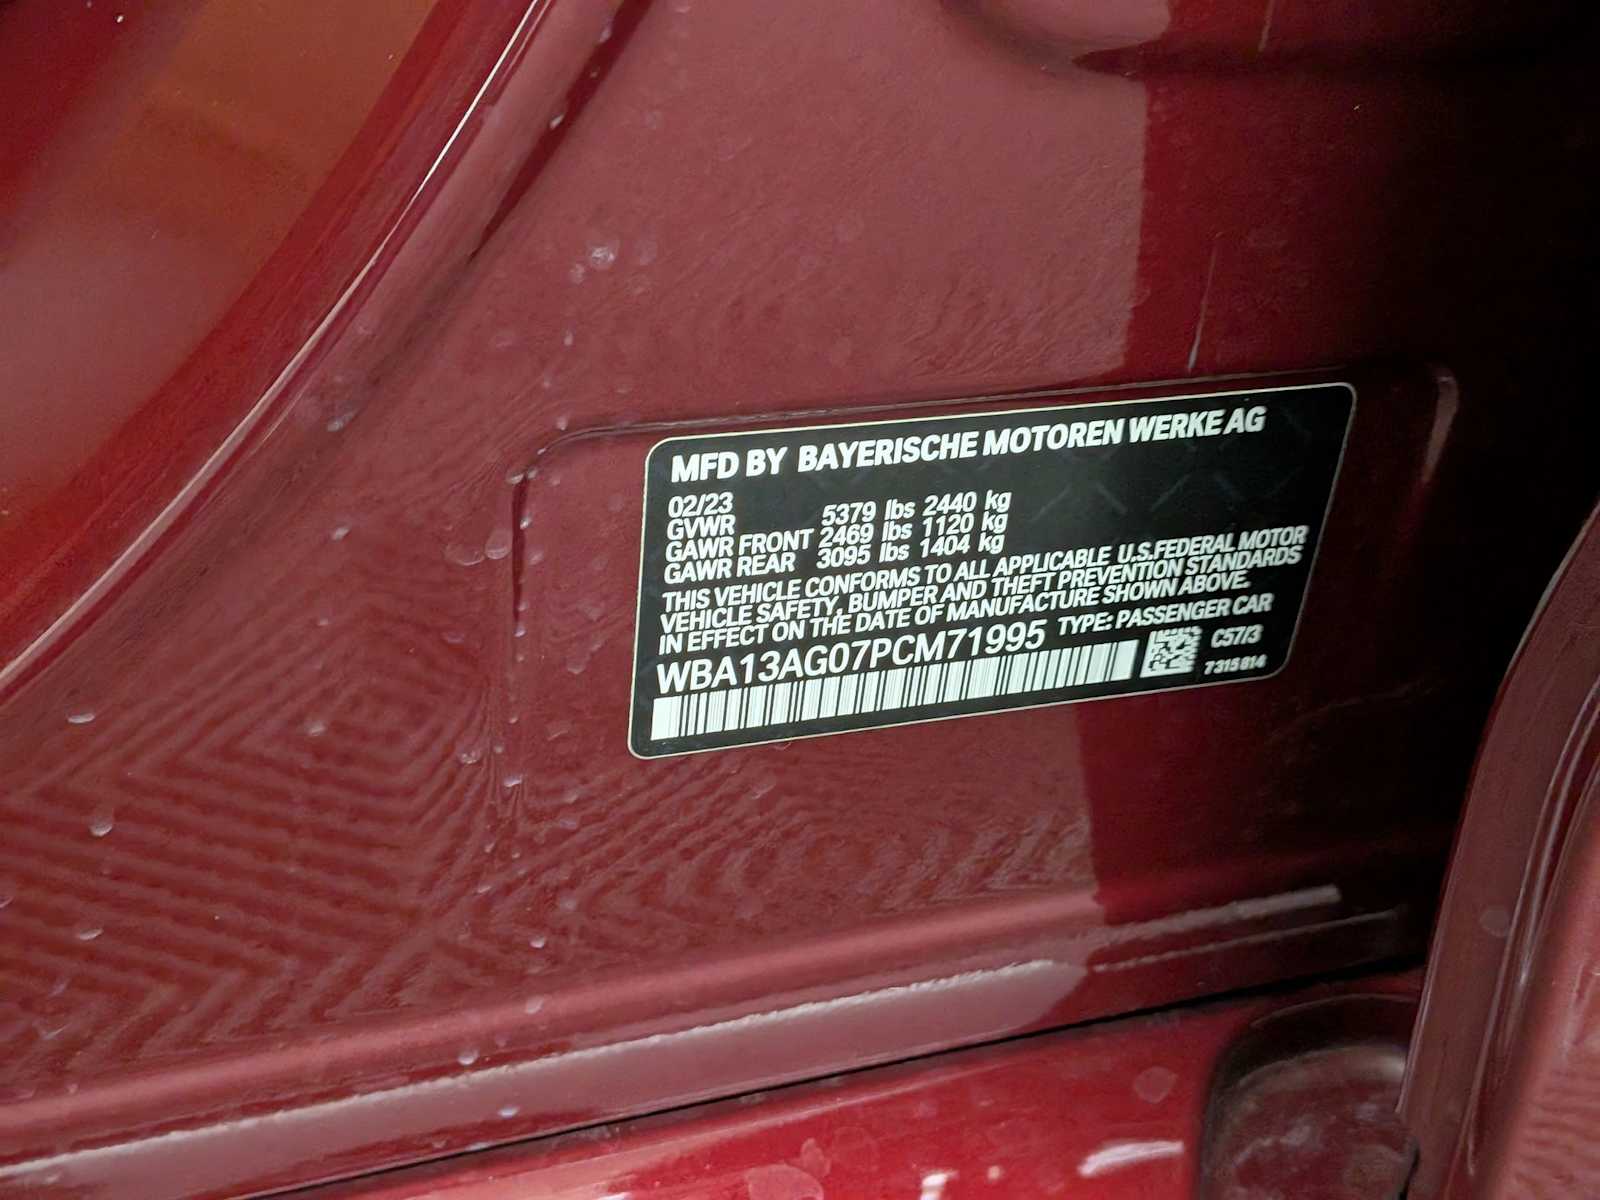 MFD BY BAYERISCHE MOTOREN WERKE AG
02/23
GVWR 5379 lbs 2440 kg
GAWR FRONT 2469 lbs 1120 kg
GAWR REAR 3095 lbs 1404 kg
THIS VEHICLE CONFORMS TO ALL APPLICABLE U.S.FEDERAL MOTOR
VEHICLE SAFETY, BUMPER AND THEFT PREVENTION STANDARDS
IN EFFECT ON THE DATE OF MANUFACTURE SHOWN ABOVE.
WBA13AG07PCM71995 TYPE: PASSENGER CAR
C57/3
7315814